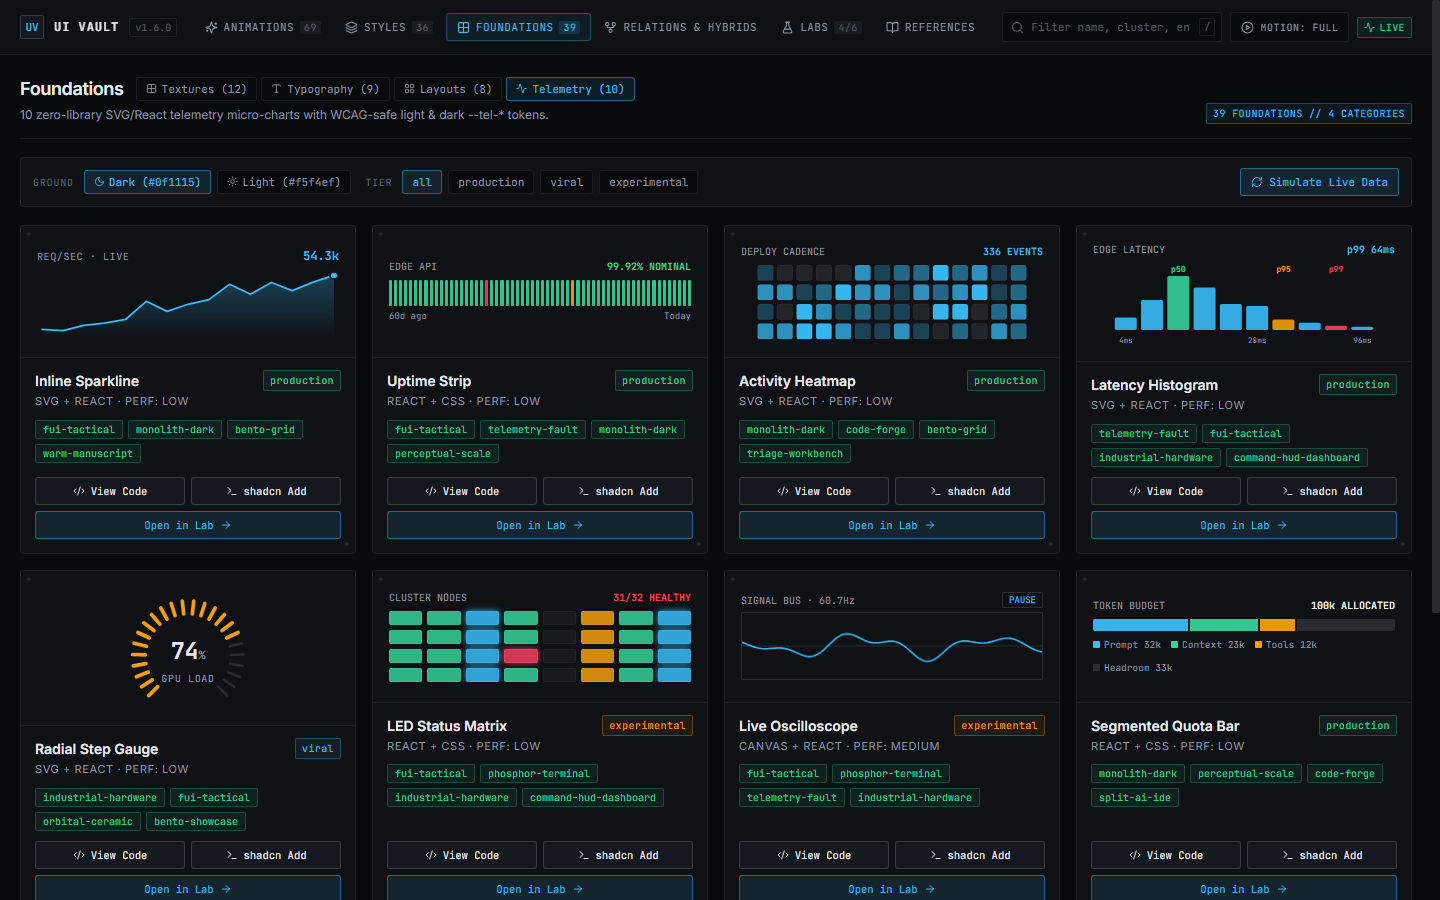 UV UI VAULT v1.6.0 ANIMATIONS 69 STYLES 36 FOUNDATIONS 39 RELATIONS & HYBRIDS LABS 4/6 REFERENCES Filter name, cluster, en / MOTION: FULL LIVE
Foundations Textures (12) Typography (9) Layouts (8) Telemetry (10)
10 zero-library SVG/React telemetry micro-charts with WCAG-safe light & dark --tel-* tokens.
39 FOUNDATIONS // 4 CATEGORIES
GROUND Dark (#0f1115) Light (#f5f4ef) TIER all production viral experimental Simulate Live Data
REQ/SEC · LIVE 54.3k
Inline Sparkline production
SVG + REACT · PERF: LOW
fui-tactical monolith-dark bento-grid
warm-manuscript
View Code shadcn Add
Open in Lab →
EDGE API 99.92% NOMINAL
60d ago Today
Uptime Strip production
REACT + CSS · PERF: LOW
fui-tactical telemetry-fault monolith-dark
perceptual-scale
View Code shadcn Add
Open in Lab →
DEPLOY CADENCE 336 EVENTS
Activity Heatmap production
SVG + REACT · PERF: LOW
monolith-dark code-forge bento-grid
triage-workbench
View Code shadcn Add
Open in Lab →
EDGE LATENCY p99 64ms
p50 p95 p99
4ms 28ms 96ms
Latency Histogram production
SVG + REACT · PERF: LOW
telemetry-fault fui-tactical
industrial-hardware command-hud-dashboard
View Code shadcn Add
Open in Lab →
74%
GPU LOAD
Radial Step Gauge viral
SVG + REACT · PERF: LOW
industrial-hardware fui-tactical
orbital-ceramic bento-showcase
View Code shadcn Add
Open in Lab →
CLUSTER NODES 31/32 HEALTHY
LED Status Matrix experimental
REACT + CSS · PERF: LOW
fui-tactical phosphor-terminal
industrial-hardware command-hud-dashboard
View Code shadcn Add
Open in Lab →
SIGNAL BUS · 60.7Hz PAUSE
Live Oscilloscope experimental
CANVAS + REACT · PERF: MEDIUM
fui-tactical phosphor-terminal
telemetry-fault industrial-hardware
View Code shadcn Add
Open in Lab →
TOKEN BUDGET 100k ALLOCATED
Prompt 32k Context 23k Tools 12k
Headroom 33k
Segmented Quota Bar production
REACT + CSS · PERF: LOW
monolith-dark perceptual-scale code-forge
split-ai-ide
View Code shadcn Add
Open in Lab →